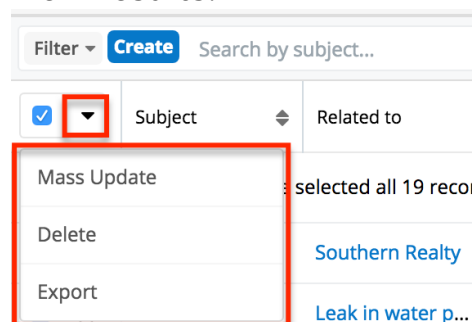 Filter Create Search by subject...
Subject Related to
Mass Update
selected all 19 recor
Delete
Southern Realty
Export
Leak in water p...